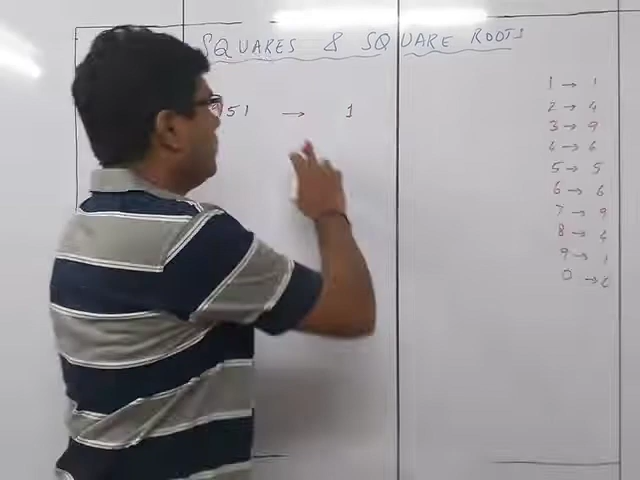 SQUARES & SQUARE ROOTS
51 → 1
1 → 1
2 → 4
3 → 9
4 → 6
5 → 5
6 → 6
7 → 9
8 → 4
9 → 1
0 →